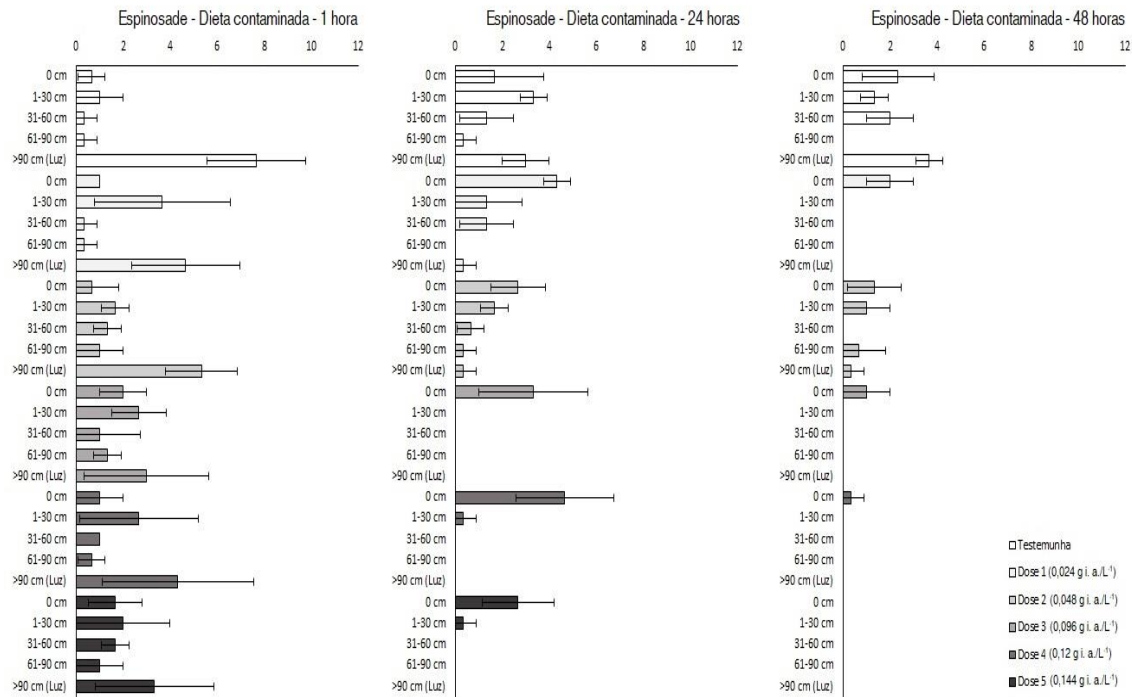 Espinosade - Dieta contaminada - 1 hora
0 2 4 6 8 10 12
0 cm
1-30 cm
31-60 cm
61-90 cm
>90 cm (Luz)
0 cm
1-30 cm
31-60 cm
61-90 cm
>90 cm (Luz)
0 cm
1-30 cm
31-60 cm
61-90 cm
>90 cm (Luz)
0 cm
1-30 cm
31-60 cm
61-90 cm
>90 cm (Luz)
0 cm
1-30 cm
31-60 cm
61-90 cm
>90 cm (Luz)
0 cm
1-30 cm
31-60 cm
61-90 cm
>90 cm (Luz)
Espinosade - Dieta contaminada - 24 horas
0 2 4 6 8 10 12
0 cm
1-30 cm
31-60 cm
61-90 cm
>90 cm (Luz)
0 cm
1-30 cm
31-60 cm
61-90 cm
>90 cm (Luz)
0 cm
1-30 cm
31-60 cm
61-90 cm
>90 cm (Luz)
0 cm
1-30 cm
31-60 cm
61-90 cm
>90 cm (Luz)
0 cm
1-30 cm
31-60 cm
61-90 cm
>90 cm (Luz)
0 cm
1-30 cm
31-60 cm
61-90 cm
>90 cm (Luz)
Espinosade - Dieta contaminada - 48 horas
0 2 4 6 8 10 12
0 cm
1-30 cm
31-60 cm
61-90 cm
>90 cm (Luz)
0 cm
1-30 cm
31-60 cm
61-90 cm
>90 cm (Luz)
0 cm
1-30 cm
31-60 cm
61-90 cm
>90 cm (Luz)
0 cm
1-30 cm
31-60 cm
61-90 cm
>90 cm (Luz)
0 cm
1-30 cm
31-60 cm
61-90 cm
>90 cm (Luz)
0 cm
1-30 cm
31-60 cm
61-90 cm
>90 cm (Luz)
Testemunha
Dose 1 (0,024 g i. a./L⁻¹)
Dose 2 (0,048 g i. a./L⁻¹)
Dose 3 (0,096 g i. a./L⁻¹)
Dose 4 (0,12 g i. a./L⁻¹)
Dose 5 (0,144 g i. a./L⁻¹)